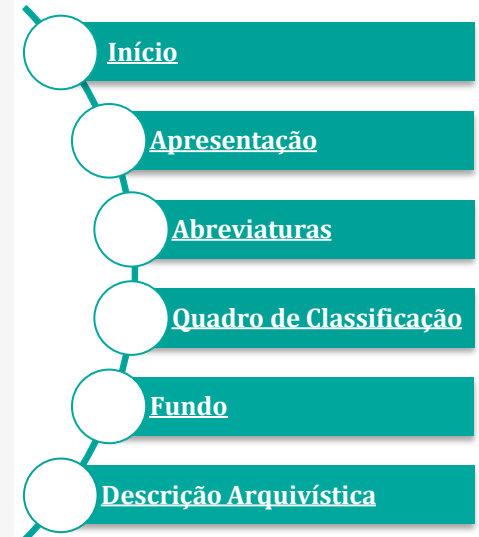 Início
Apresentação
Abreviaturas
Quadro de Classificação
Fundo
Descrição Arquivística